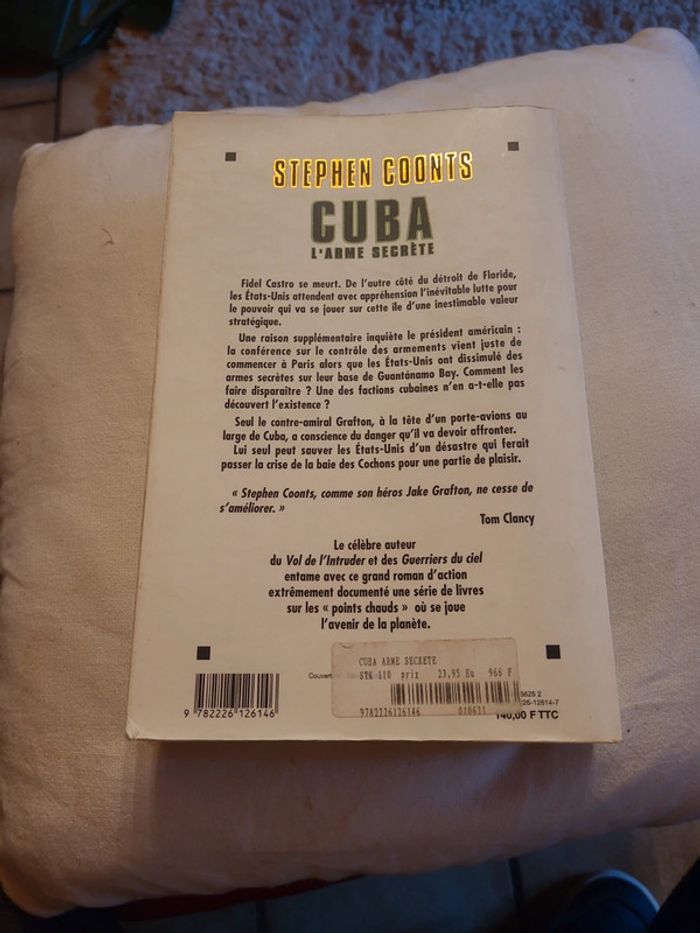 STEPHEN COONTS
CUBA
L'ARME SECRÈTE
Fidel Castro se meurt. De l'autre côté du détroit de Floride,
les États-Unis attendent avec appréhension l'inévitable lutte pour
le pouvoir qui va se jouer sur cette île d'une inestimable valeur
stratégique.
Une raison supplémentaire inquiète le président américain :
la conférence sur le contrôle des armements vient juste de
commencer à Paris alors que les États-Unis ont dissimulé des
armes secrètes sur leur base de Guantánamo Bay. Comment les
faire disparaître ? Une des factions cubaines n'en a-t-elle pas
découvert l'existence ?
Seul le contre-amiral Grafton, à la tête d'un porte-avions au
large de Cuba, a conscience du danger qu'il va devoir affronter.
Lui seul peut sauver les États-Unis d'un désastre qui ferait
passer la crise de la baie des Cochons pour une partie de plaisir.
« Stephen Coonts, comme son héros Jake Grafton, ne cesse de
s'améliorer. »
Tom Clancy
Le célèbre auteur
du Vol de l'Intruder et des Guerriers du ciel
entame avec ce grand roman d'action
extrêmement documenté une série de livres
sur les « points chauds » où se joue
l'avenir de la planète.
CUBA ARME SECRETE
Couvert
STK 110 prix 23.95 Eu 966 F
5625 2
26-12614-7
9 782226 126146
9782226126146 010631
140,00 F TTC